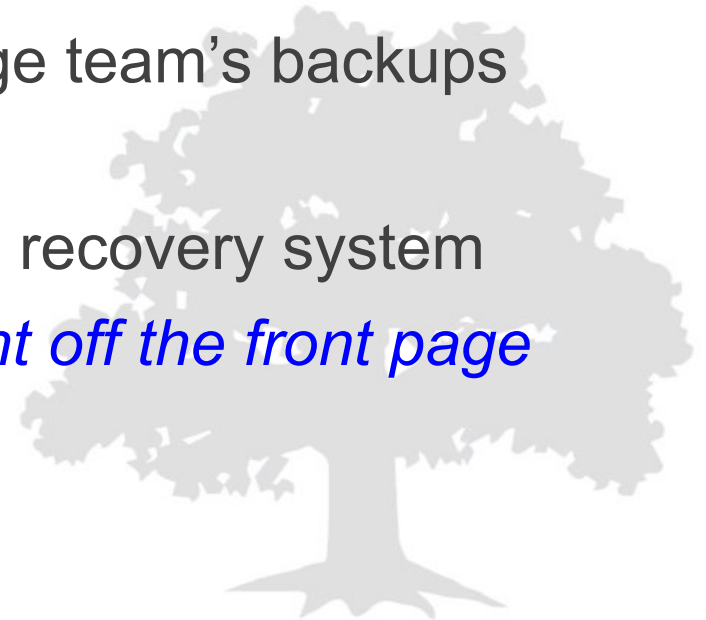 ge team’s backups
recovery system
nt off the front page